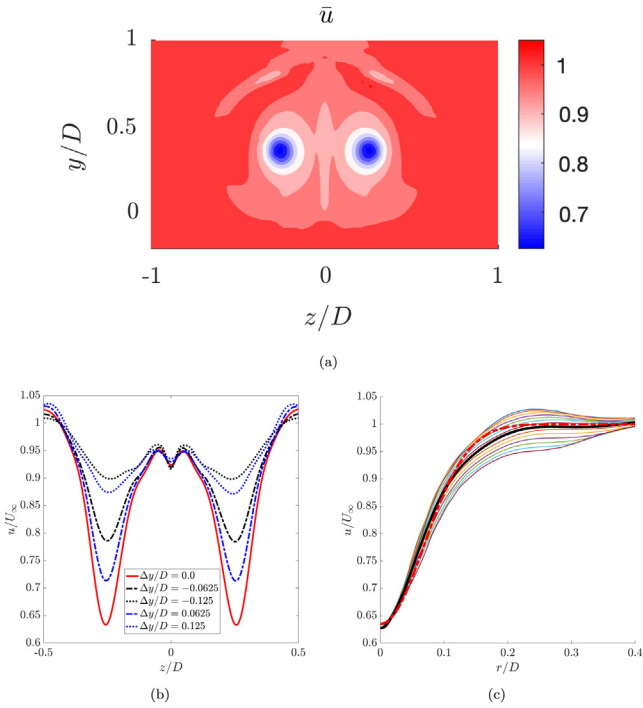 ū
1
0.5
0
y/D
-1
0
1
z/D
1
0.9
0.8
0.7
(a)
1.05
1
0.95
0.9
0.85
0.8
0.75
0.7
0.65
0.6
u/U∞
Δy/D = 0.0
Δy/D = −0.0625
Δy/D = −0.125
Δy/D = 0.0625
Δy/D = 0.125
-0.5
0
0.5
z/D
(b)
1.05
1
0.95
0.9
0.85
0.8
0.75
0.7
0.65
0.6
u/U∞
0
0.1
0.2
0.3
0.4
r/D
(c)